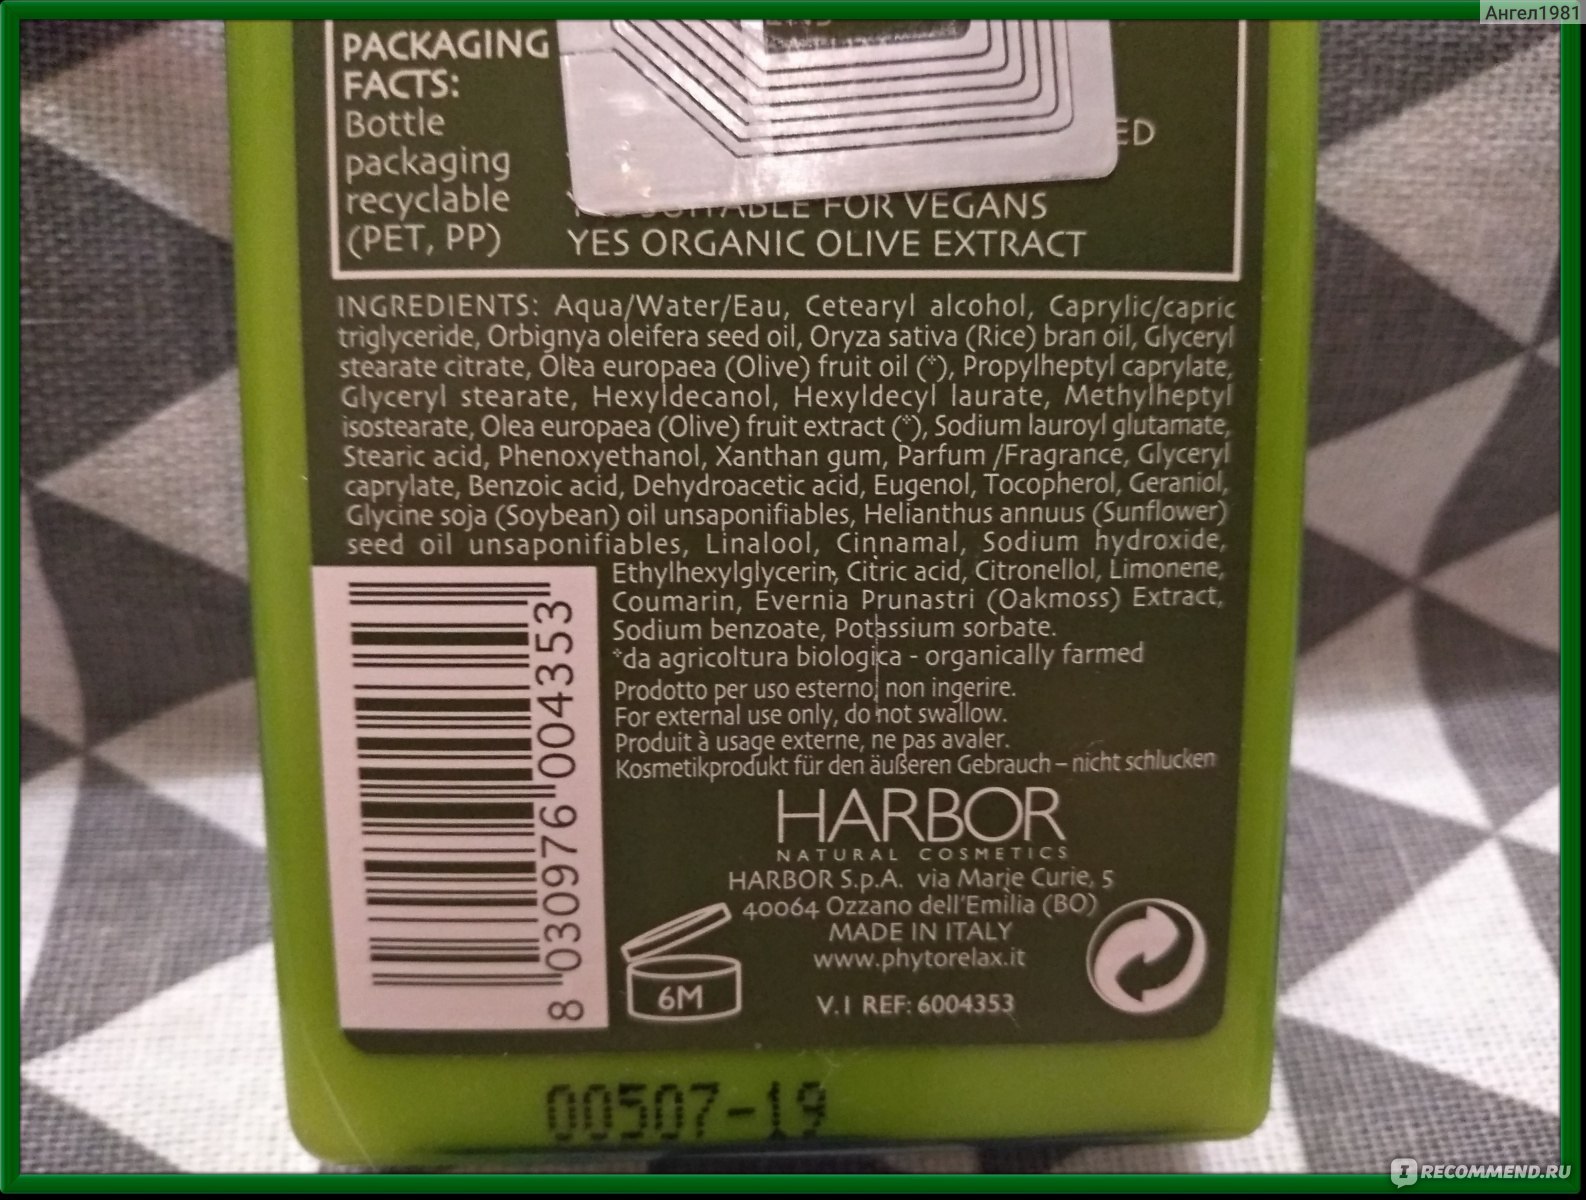 Ангел1981
PACKAGING
FACTS:
Bottle
packaging
recyclable
(PET, PP)
ED
SUITABLE FOR VEGANS
YES ORGANIC OLIVE EXTRACT
INGREDIENTS: Aqua/Water/Eau, Cetearyl alcohol, Caprylic/capric
triglyceride, Orbignya oleifera seed oil, Oryza sativa (Rice) bran oil, Glyceryl
stearate citrate, Olea europaea (Olive) fruit oil (*), Propylheptyl caprylate,
Glyceryl stearate, Hexyldecanol, Hexyldecyl laurate, Methylheptyl
isostearate, Olea europaea (Olive) fruit extract (*), Sodium lauroyl glutamate,
Stearic acid, Phenoxyethanol, Xanthan gum, Parfum /Fragrance, Glyceryl
caprylate, Benzoic acid, Dehydroacetic acid, Eugenol, Tocopherol, Geraniol,
Glycine soja (Soybean) oil unsaponifiables, Helianthus annuus (Sunflower)
seed oil unsaponifiables, Linalool, Cinnamal, Sodium hydroxide,
Ethylhexylglycerin, Citric acid, Citronellol, Limonene,
Coumarin, Evernia Prunastri (Oakmoss) Extract,
Sodium benzoate, Potassium sorbate.
*da agricoltura biologica - organically farmed
Prodotto per uso esterno, non ingerire.
For external use only, do not swallow.
Produit à usage externe, ne pas avaler.
Kosmetikprodukt für den äußeren Gebrauch – nicht schlucken
HARBOR
NATURAL COSMETICS
HARBOR S.p.A. via Marie Curie, 5
40064 Ozzano dell'Emilia (BO)
MADE IN ITALY
www.phytorelax.it
V.I REF: 6004353
6M
8 030976 004353
00507-19
IRECOMMEND.RU